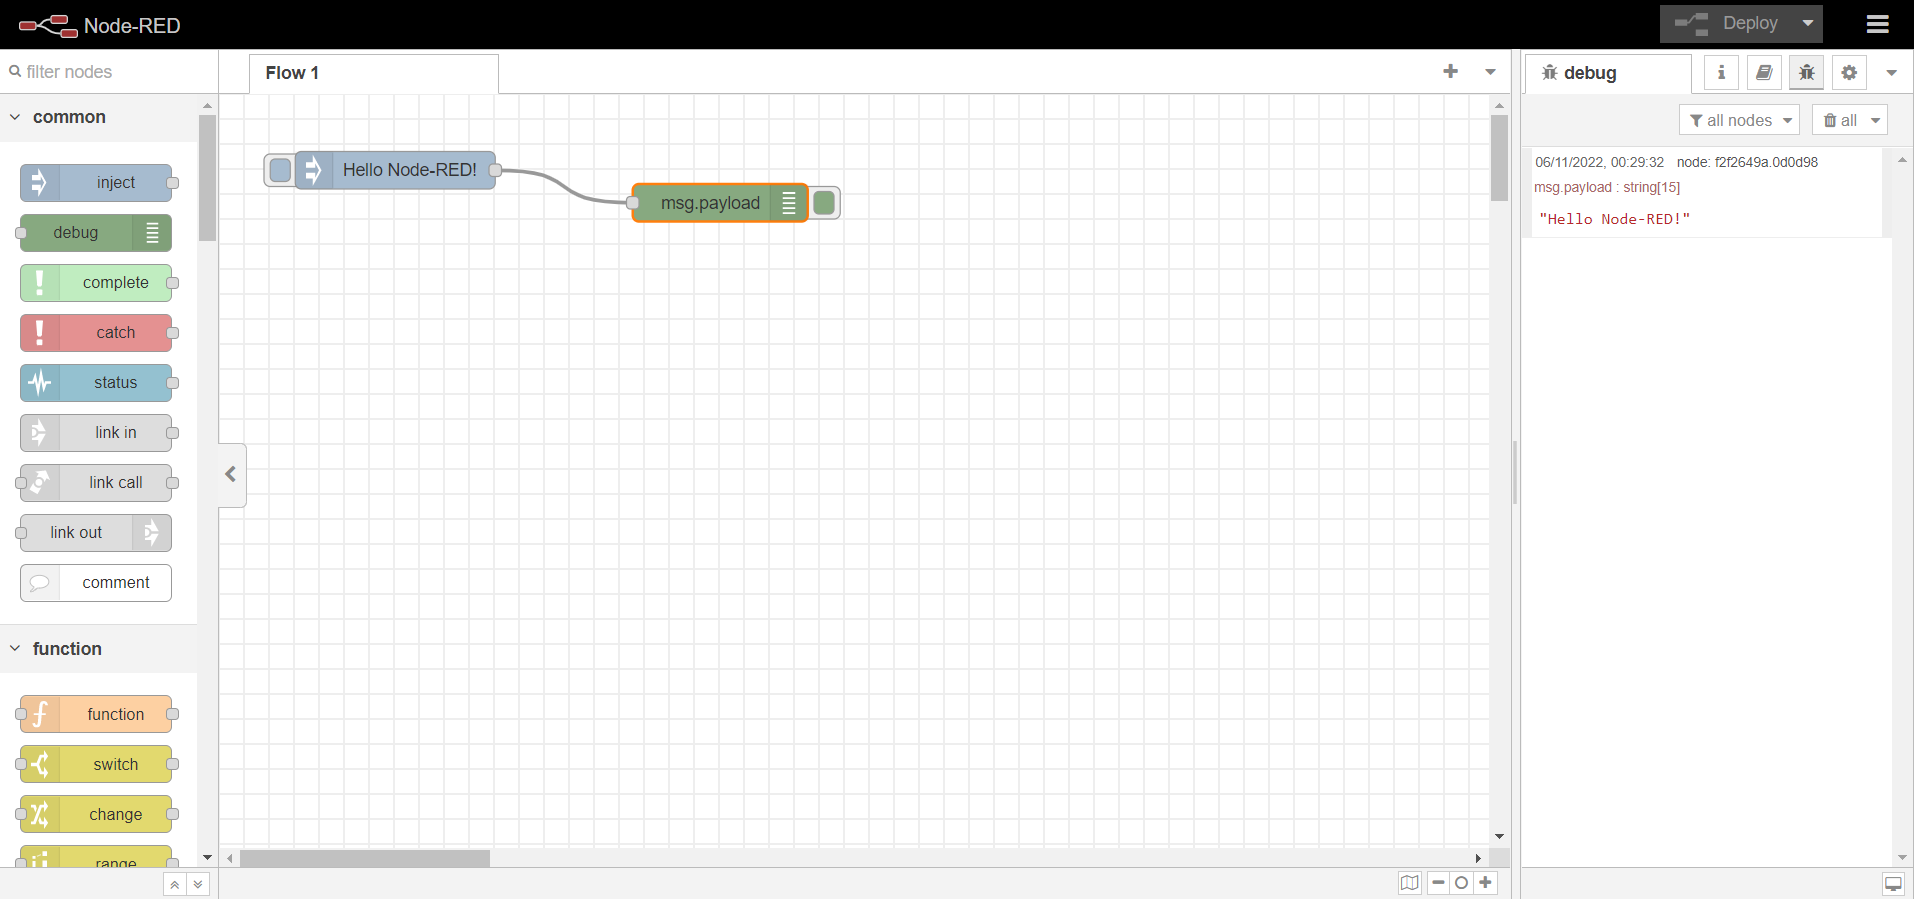 Node-RED
Deploy
filter nodes
common
inject
debug
complete
catch
status
link in
link call
link out
comment
function
function
switch
change
range
Flow 1
Hello Node-RED!
msg.payload
debug
all nodes
all
06/11/2022, 00:29:32 node: f2f2649a.0d0d98
msg.payload : string[15]
"Hello Node-RED!"